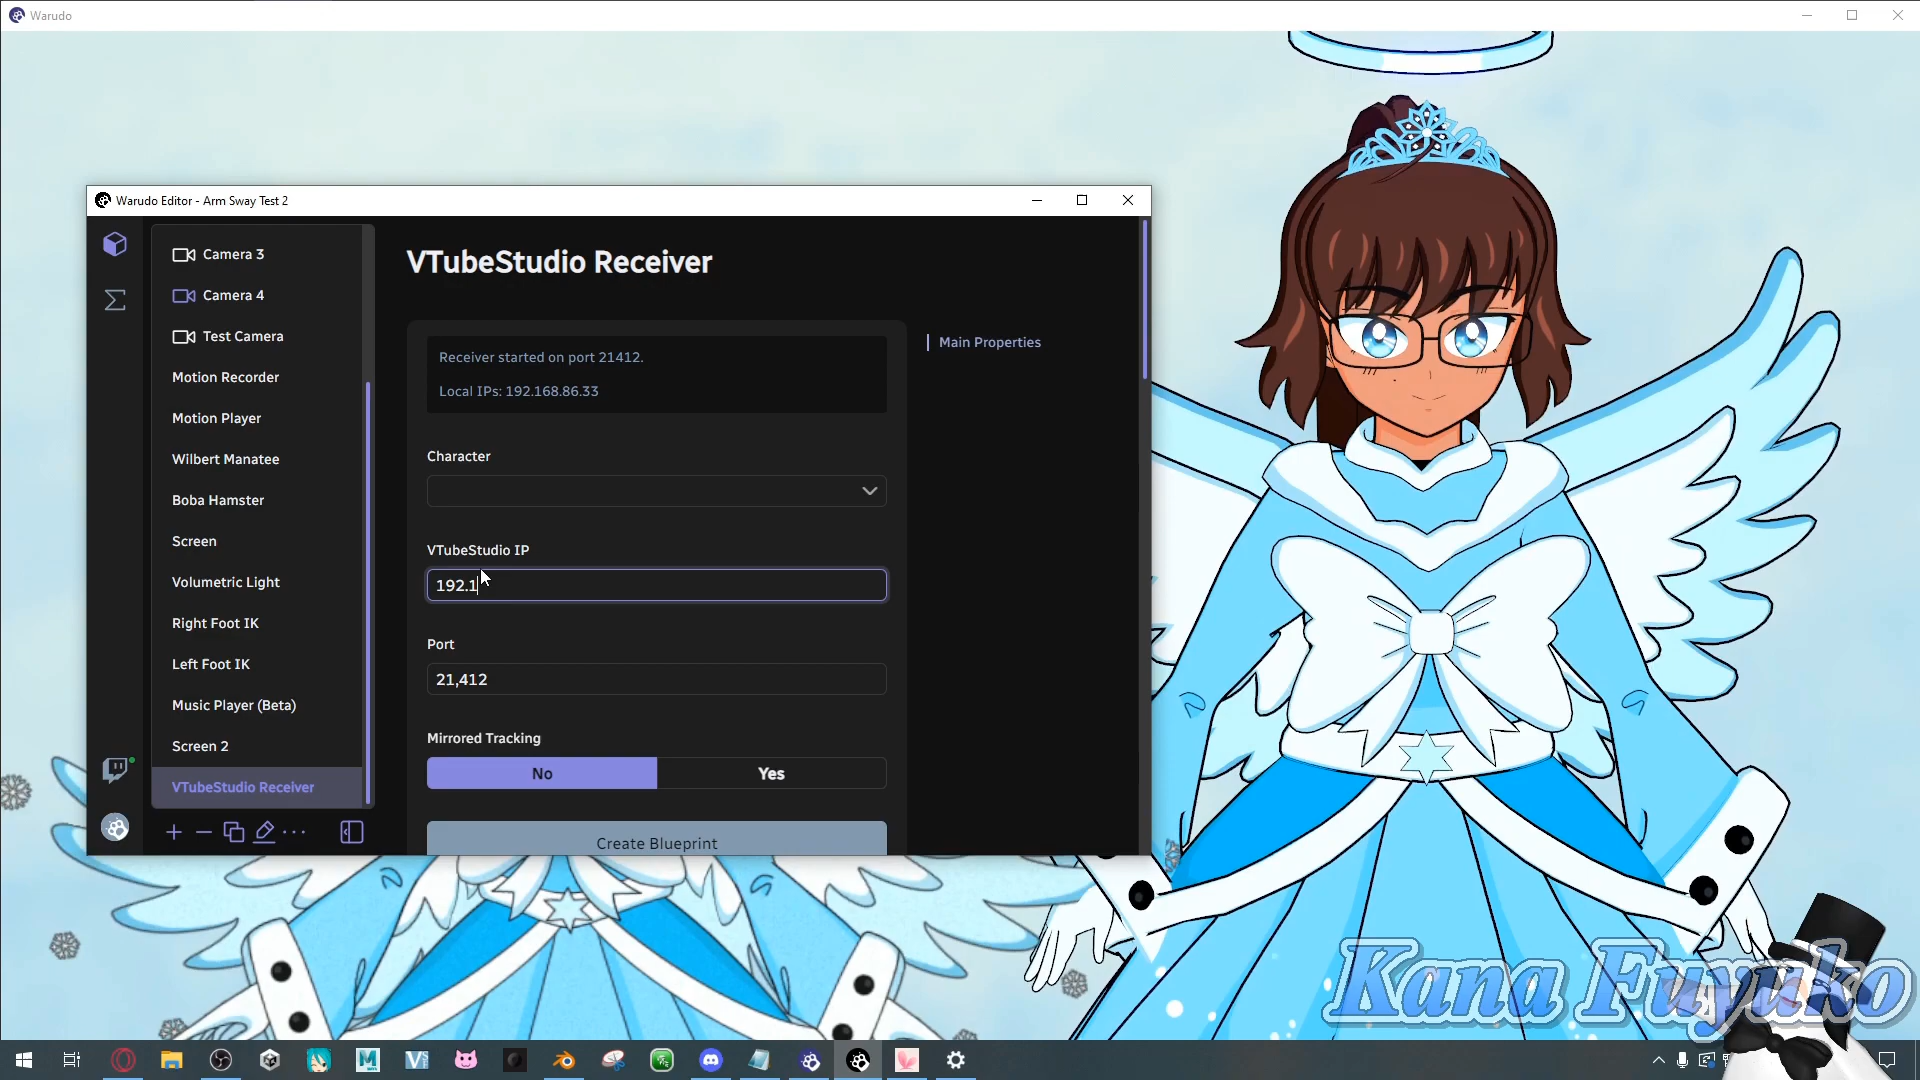 Warudo
Warudo Editor - Arm Sway Test 2
Camera 3
Camera 4
Test Camera
Motion Recorder
Motion Player
Wilbert Manatee
Boba Hamster
Screen
Volumetric Light
Right Foot IK
Left Foot IK
Music Player (Beta)
Screen 2
VTubeStudio Receiver
VTubeStudio Receiver
Receiver started on port 21412.
Local IPs: 192.168.86.33
Character
VTubeStudio IP
192.1
Port
21,412
Mirrored Tracking
No
Yes
Create Blueprint
Main Properties
Kana Fuyuko